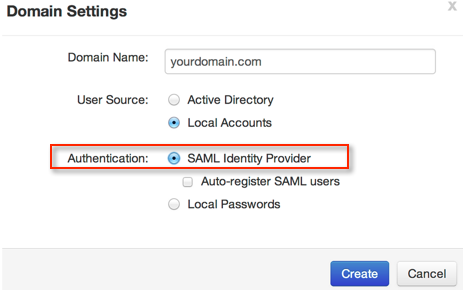 Domain Settings
x
Domain Name: yourdomain.com
User Source: Active Directory
Local Accounts
Authentication: SAML Identity Provider
Auto-register SAML users
Local Passwords
Create Cancel